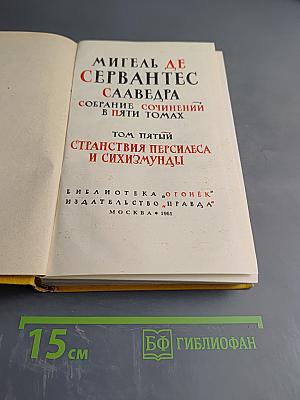 МИГЕЛЬ ДЕ
СЕРВАНТЕС
СААВЕДРА
СОБРАНИЕ СОЧИНЕНИЙ
В ПЯТИ ТОМАХ
ТОМ ПЯТЫЙ
СТРАНСТВИЯ ПЕРСИЛЕСА
И СИХИЗМУНДЫ
БИБЛИОТЕКА „ОГОНЕК"
ИЗДАТЕЛЬСТВО „ПРАВДА"
МОСКВА • 1961
15 см
БФ БИБЛИОФАН